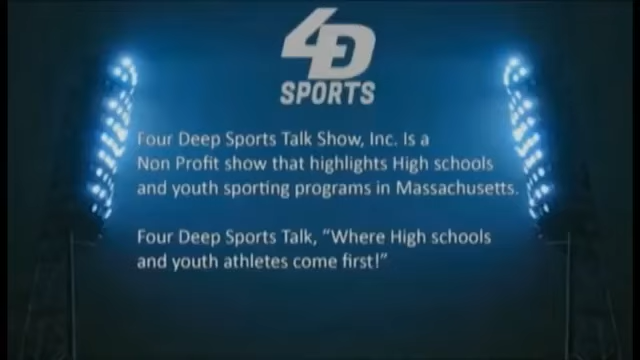 4D
SPORTS
Four Deep Sports Talk Show, Inc. Is a
Non Profit show that highlights High schools
and youth sporting programs in Massachusetts.
Four Deep Sports Talk, “Where High schools
and youth athletes come first!”